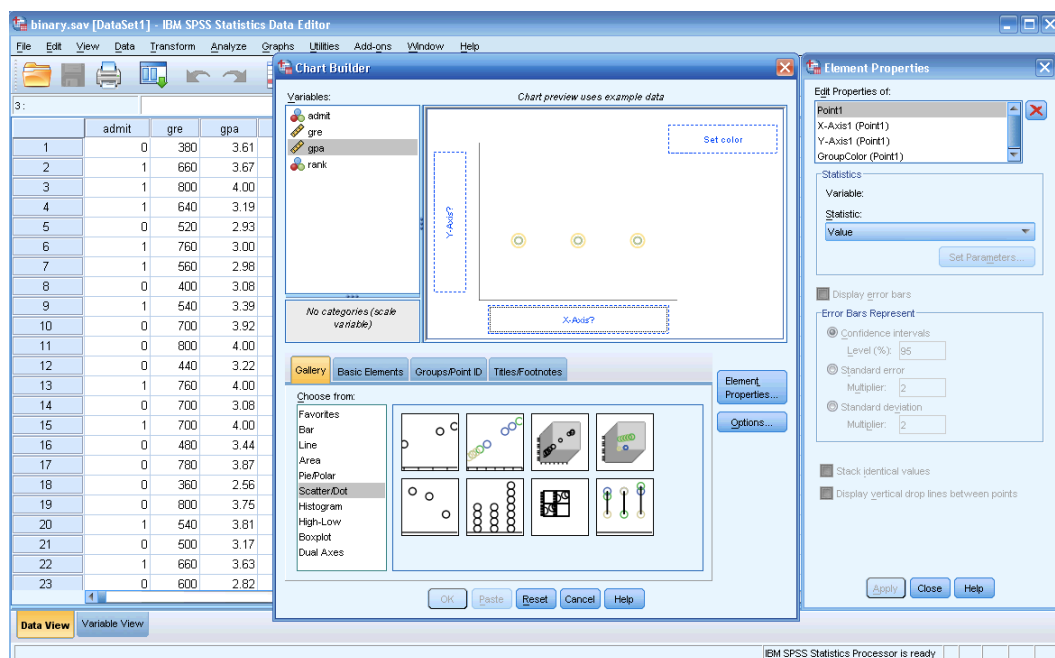 binary.sav [DataSet1] - IBM SPSS Statistics Data Editor
File Edit View Data Transform Analyze Graphs Utilities Add-ons Window Help
3 :
admit gre gpa
1 0 380 3.61
2 1 660 3.67
3 1 800 4.00
4 1 640 3.19
5 0 520 2.93
6 1 760 3.00
7 1 560 2.98
8 0 400 3.08
9 1 540 3.39
10 0 700 3.92
11 0 800 4.00
12 0 440 3.22
13 1 760 4.00
14 0 700 3.08
15 1 700 4.00
16 0 480 3.44
17 0 780 3.87
18 0 360 2.56
19 0 800 3.75
20 1 540 3.81
21 0 500 3.17
22 1 660 3.63
23 0 600 2.82
Data View Variable View
IBM SPSS Statistics Processor is ready
Chart Builder
Variables:
admit
gre
gpa
rank
No categories (scale
variable)
Chart preview uses example data
Set color
Y-Axis?
X-Axis?
Gallery Basic Elements Groups/Point ID Titles/Footnotes
Choose from:
Favorites
Bar
Line
Area
Pie/Polar
Scatter/Dot
Histogram
High-Low
Boxplot
Dual Axes
Element
Properties...
Options...
OK Paste Reset Cancel Help
Element Properties
Edit Properties of:
Point1
X-Axis1 (Point1)
Y-Axis1 (Point1)
GroupColor (Point1)
Statistics
Variable:
Statistic:
Value
Set Parameters...
Display error bars
Error Bars Represent
Confidence intervals
Level (%): 95
Standard error
Multiplier: 2
Standard deviation
Multiplier: 2
Stack identical values
Display vertical drop lines between points
Apply Close Help